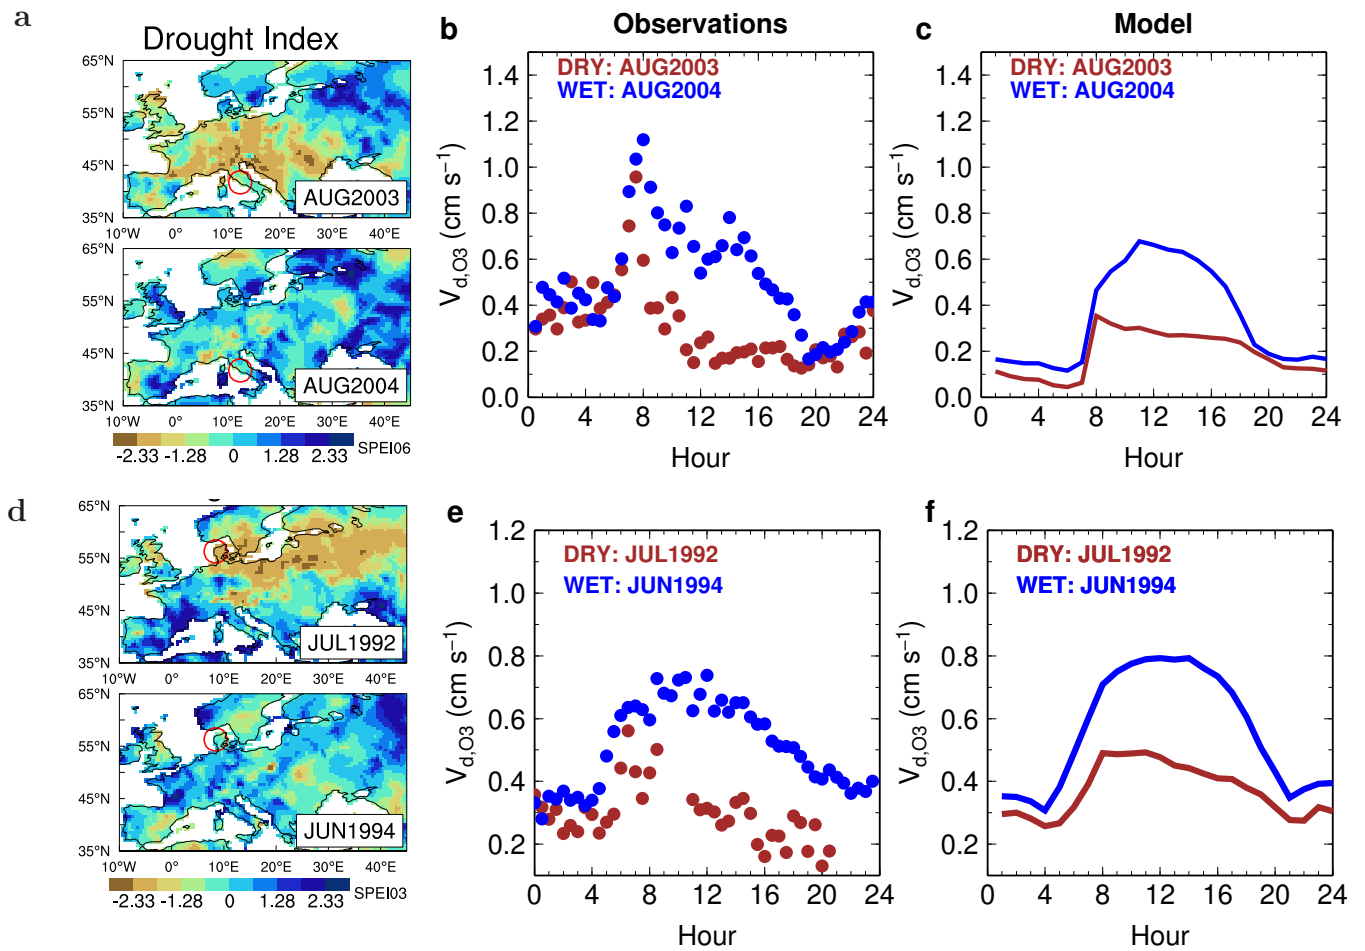 a
Drought Index
65°N
55°N
45°N
35°N
AUG2003
10°W 0° 10°E 20°E 30°E 40°E
65°N
55°N
45°N
35°N
AUG2004
10°W 0° 10°E 20°E 30°E 40°E
-2.33 -1.28 0 1.28 2.33 SPEI06
b
Observations
DRY: AUG2003
WET: AUG2004
V_d,O3 (cm s⁻¹)
1.4
1.2
1.0
0.8
0.6
0.4
0.2
0.0
0 4 8 12 16 20 24
Hour
c
Model
DRY: AUG2003
WET: AUG2004
V_d,O3 (cm s⁻¹)
1.4
1.2
1.0
0.8
0.6
0.4
0.2
0.0
0 4 8 12 16 20 24
Hour
d
65°N
55°N
45°N
35°N
JUL1992
10°W 0° 10°E 20°E 30°E 40°E
65°N
55°N
45°N
35°N
JUN1994
10°W 0° 10°E 20°E 30°E 40°E
-2.33 -1.28 0 1.28 2.33 SPEI03
e
DRY: JUL1992
WET: JUN1994
V_d,O3 (cm s⁻¹)
1.2
1.0
0.8
0.6
0.4
0.2
0 4 8 12 16 20 24
Hour
f
DRY: JUL1992
WET: JUN1994
V_d,O3 (cm s⁻¹)
1.2
1.0
0.8
0.6
0.4
0.2
0 4 8 12 16 20 24
Hour